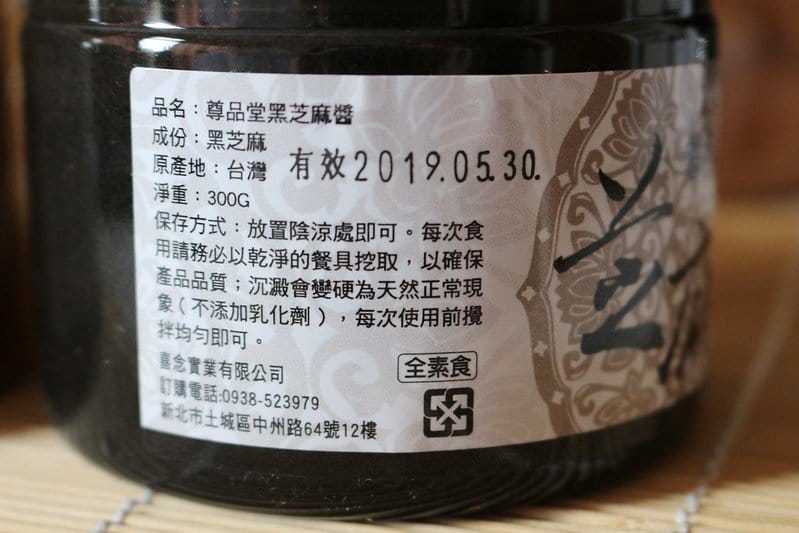 品名：尊品堂黑芝麻醬
成份：黑芝麻
原產地：台灣 有效2019.05.30.
淨重：300G
保存方式：放置陰涼處即可。每次食
用請務必以乾淨的餐具挖取，以確保
產品品質；沉澱會變硬為天然正常現
象（不添加乳化劑），每次使用前攪
拌均勻即可。
喜念實業有限公司
訂購電話:0938-523979
新北市土城區中州路64號12樓
全素食
芝